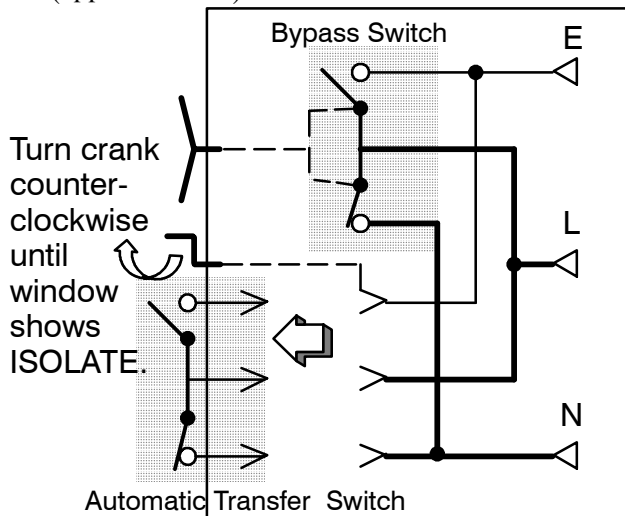 Bypass Switch
E
Turn crank
counter-
clockwise
until
window
shows
ISOLATE.
L
N
Automatic Transfer Switch